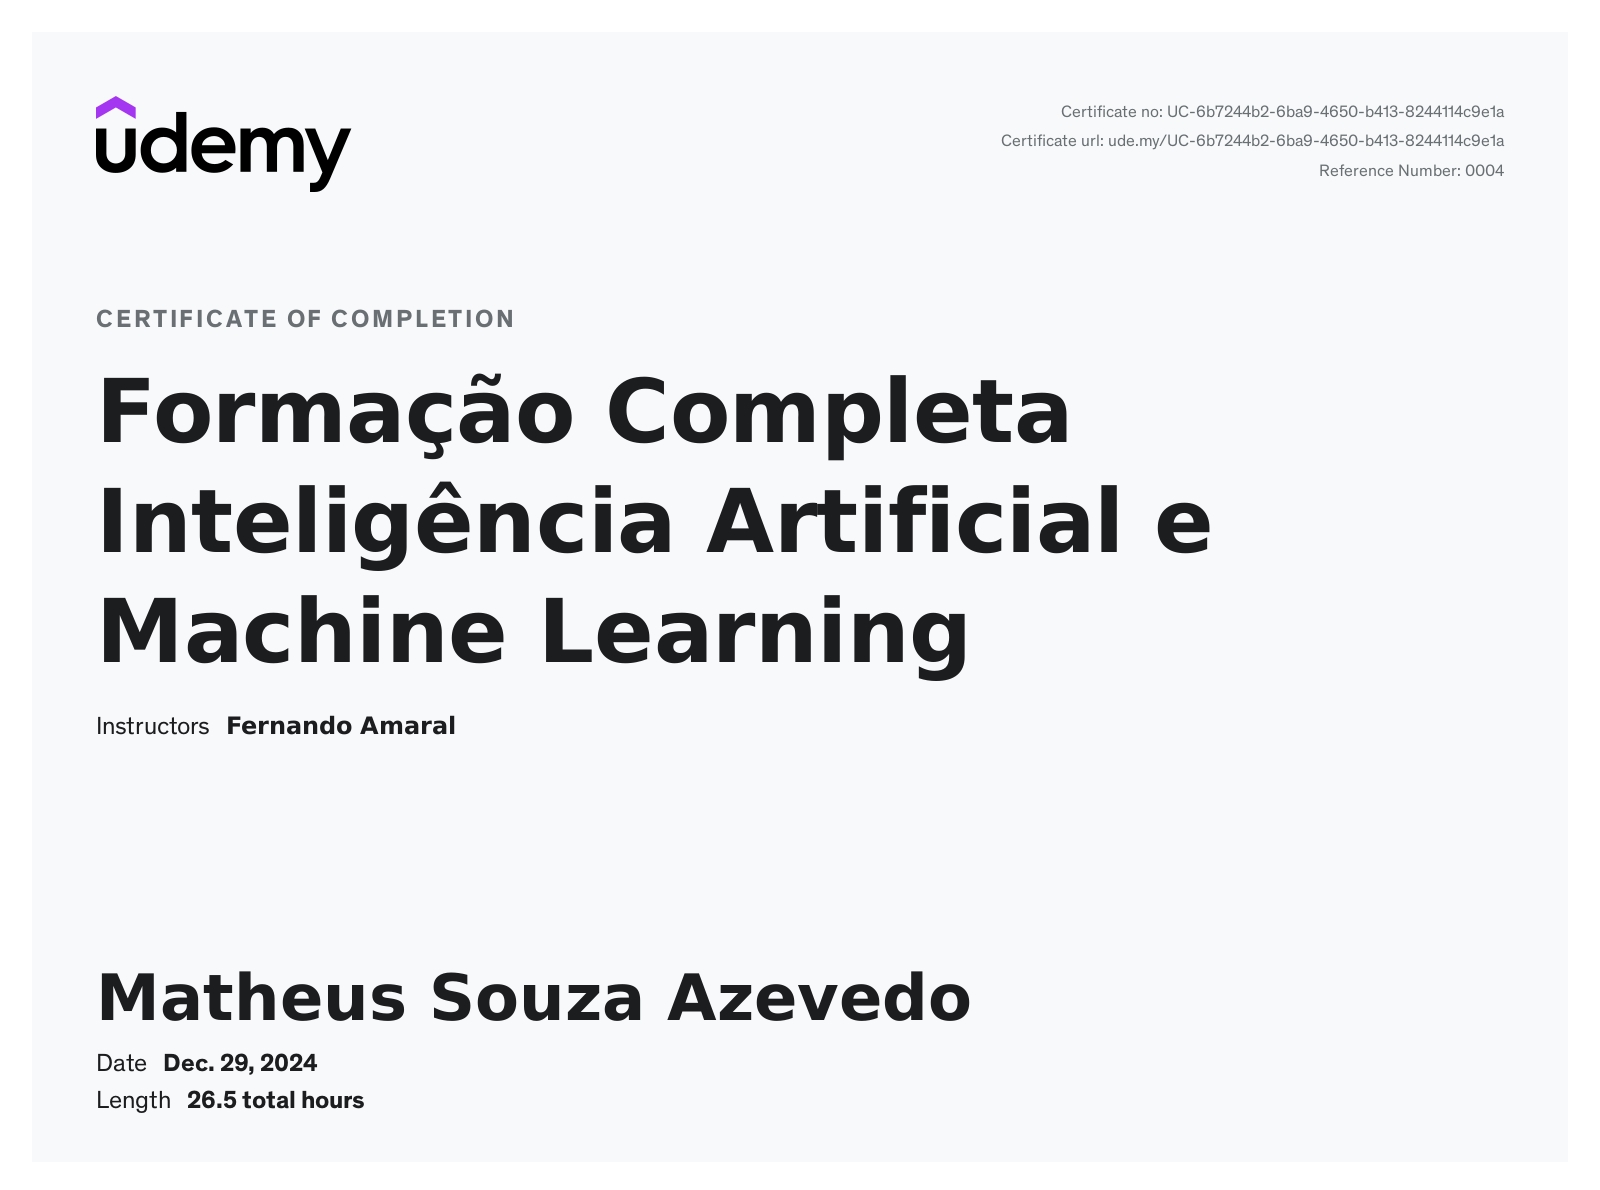 udemy
Certificate no: UC-6b7244b2-6ba9-4650-b413-8244114c9e1a
Certificate url: ude.my/UC-6b7244b2-6ba9-4650-b413-8244114c9e1a
Reference Number: 0004
CERTIFICATE OF COMPLETION
Formação Completa
Inteligência Artificial e
Machine Learning
Instructors Fernando Amaral
Matheus Souza Azevedo
Date Dec. 29, 2024
Length 26.5 total hours